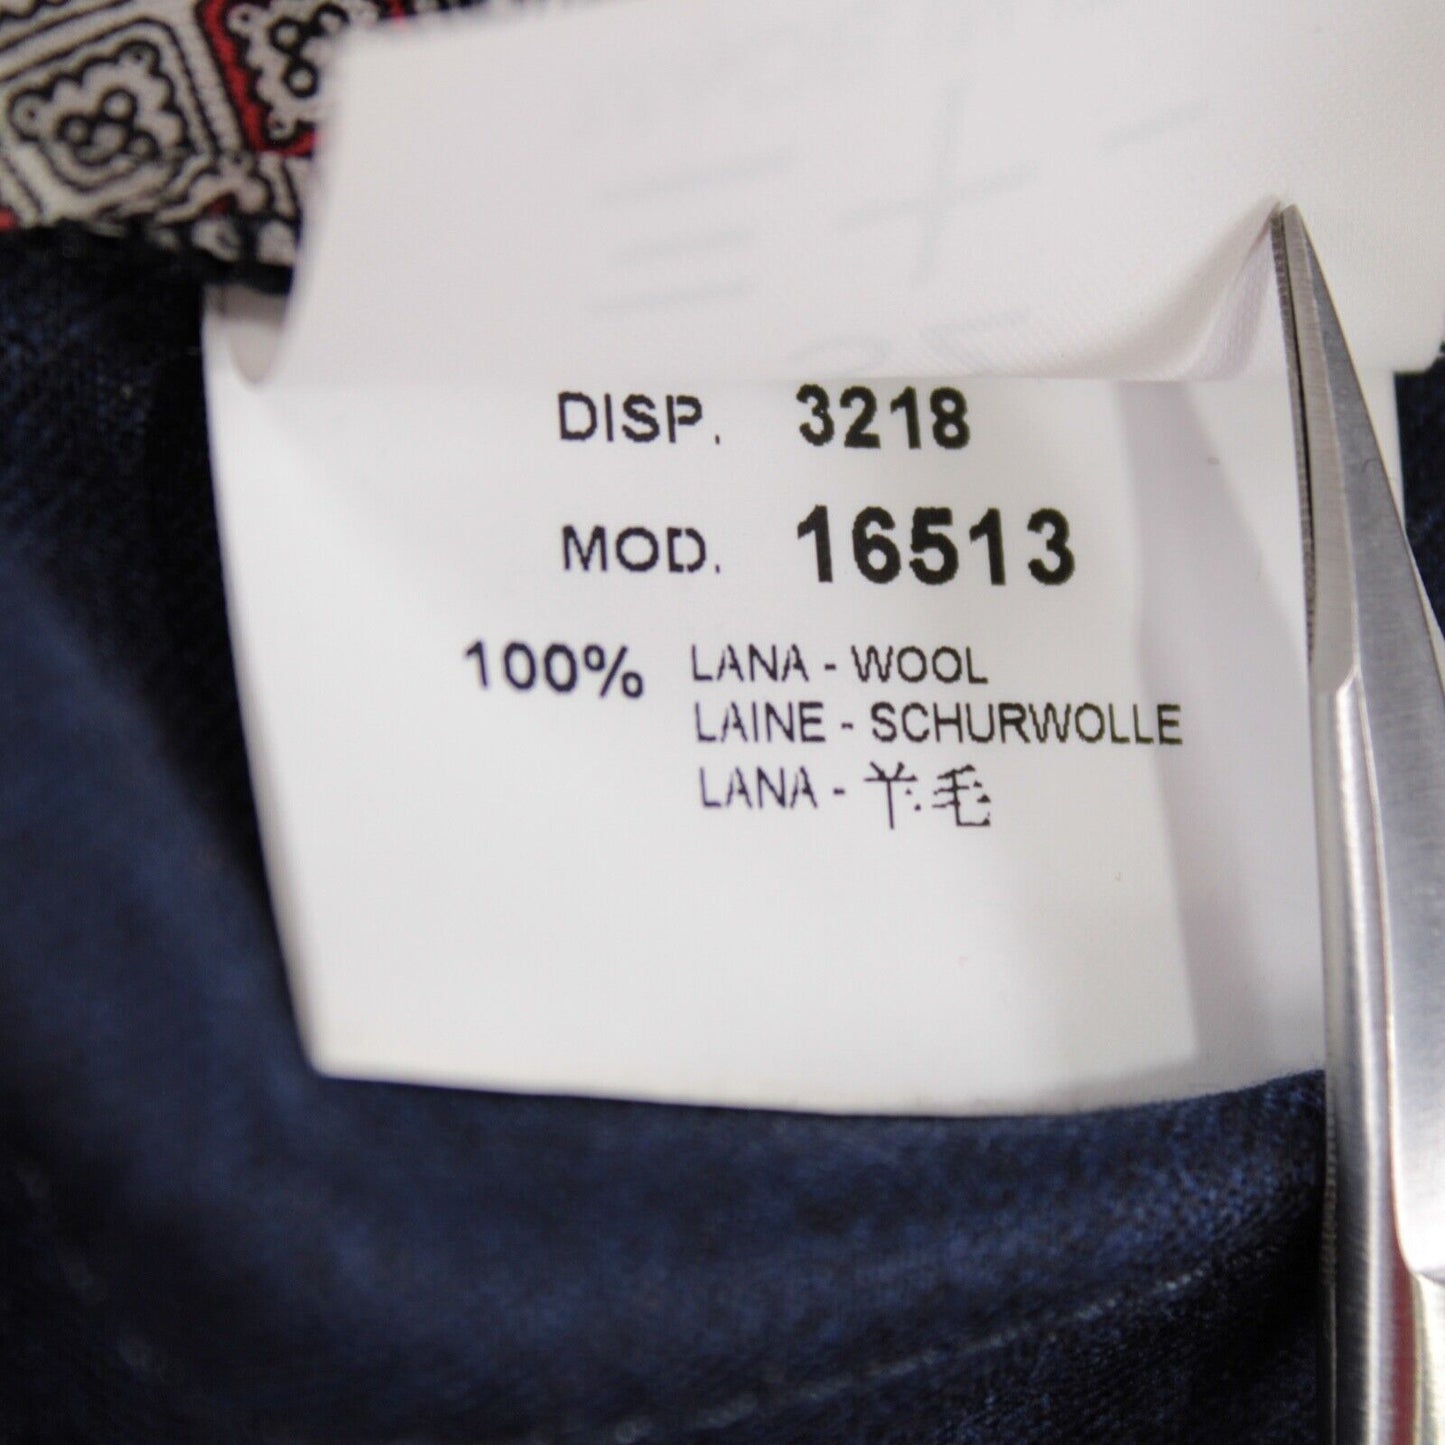 DISP. 3218
MOD. 16513
100% LANA - WOOL
LAINE - SCHURWOLLE
LANA - 羊毛